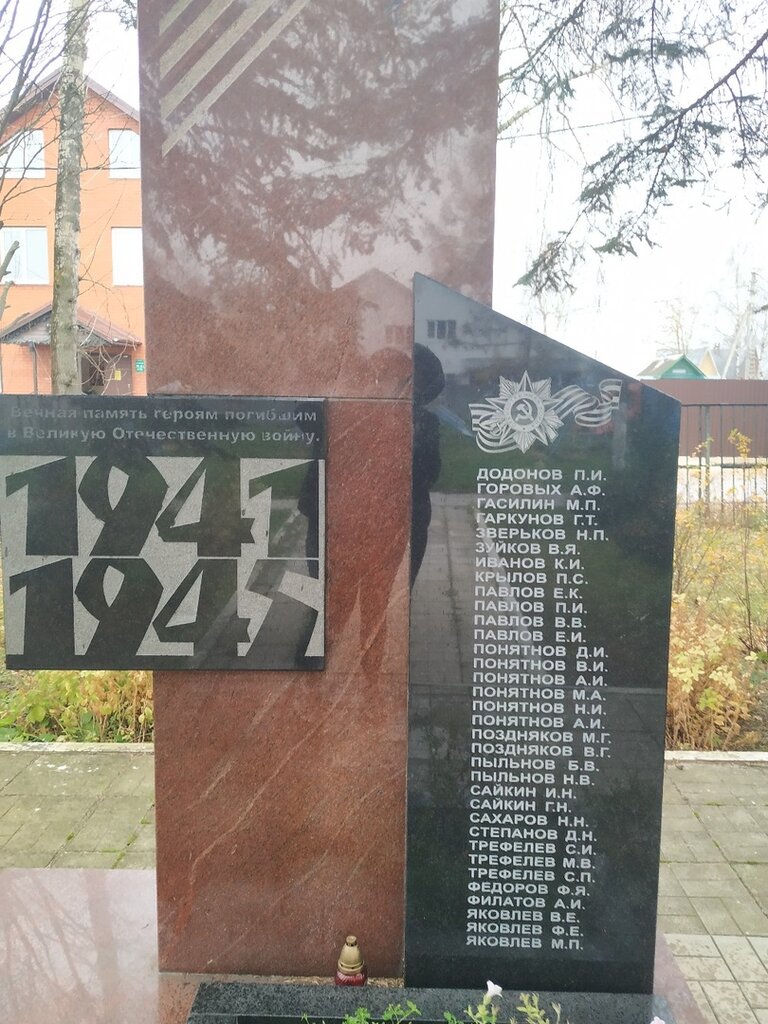 Вечная память героям погибшим
в Великую Отечественную войну.
1941
1945
ДОДОНОВ П.И.
ГОРОВЫХ А.Ф.
ГАСИЛИН М.П.
ГАРКУНОВ Г.Т.
ЗВЕРЬКОВ Н.П.
ЗУЙКОВ В.Я.
ИВАНОВ К.И.
КРЫЛОВ П.С.
ПАВЛОВ Е.К.
ПАВЛОВ П.И.
ПАВЛОВ В.В.
ПАВЛОВ Е.И.
ПОНЯТНОВ Д.И.
ПОНЯТНОВ В.И.
ПОНЯТНОВ А.И.
ПОНЯТНОВ М.А.
ПОНЯТНОВ Н.И.
ПОНЯТНОВ А.И.
ПОЗДНЯКОВ М.Г.
ПОЗДНЯКОВ В.Г.
ПЫЛЬНОВ Б.В.
ПЫЛЬНОВ Н.В.
САЙКИН И.Н.
САЙКИН Г.Н.
САХАРОВ Н.Н.
СТЕПАНОВ Д.Н.
ТРЕФЕЛЕВ С.И.
ТРЕФЕЛЕВ М.В.
ТРЕФЕЛЕВ С.П.
ФЕДОРОВ Ф.Я.
ФИЛАТОВ А.И.
ЯКОВЛЕВ В.Е.
ЯКОВЛЕВ Ф.Е.
ЯКОВЛЕВ М.П.